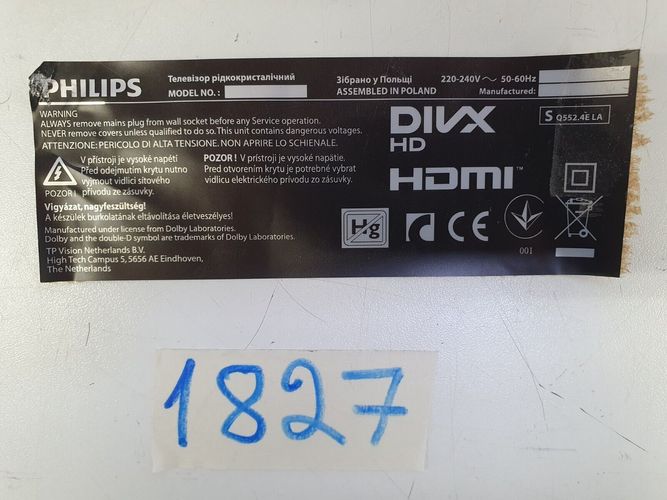 PHILIPS
Телевізор рідкокристалічний
MODEL NO. :
Зібрано у Польщі
ASSEMBLED IN POLAND
220-240V ~ 50-60Hz
Manufactured:
WARNING
ALWAYS remove mains plug from wall socket before any Service operation.
NEVER remove covers unless qualified to do so. This unit contains dangerous voltages.
ATTENZIONE: PERICOLO DI ALTA TENSIONE. NON APRIRE LO SCHIENALE.
POZOR !
V přístroji je vysoké napětí
Před odejmutím krytu nutno
vyjmout vidlici síťového
přívodu ze zásuvky.
POZOR ! V prístroji je vysoké napätie.
Pred otvorením krytu je potrebné vybrat
vidlicu elektrického prívodu zo zásuvky.
Vigyázat, nagyfeszültség!
A készülék burkolatának eltávolítása életveszélyes!
Manufactured under license from Dolby Laboratories.
Dolby and the double-D symbol are trademarks of Dolby Laboratories.
TP Vision Netherlands B.V.
High Tech Campus 5, 5656 AE Eindhoven,
The Netherlands
DIVX
HD
HDMI™
S Q552.4E LA
Hg
CE
001
1827